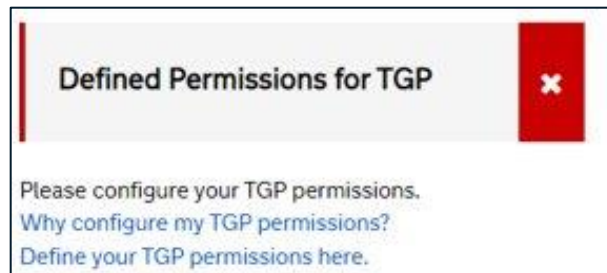 Defined Permissions for TGP
Please configure your TGP permissions.
Why configure my TGP permissions?
Define your TGP permissions here.